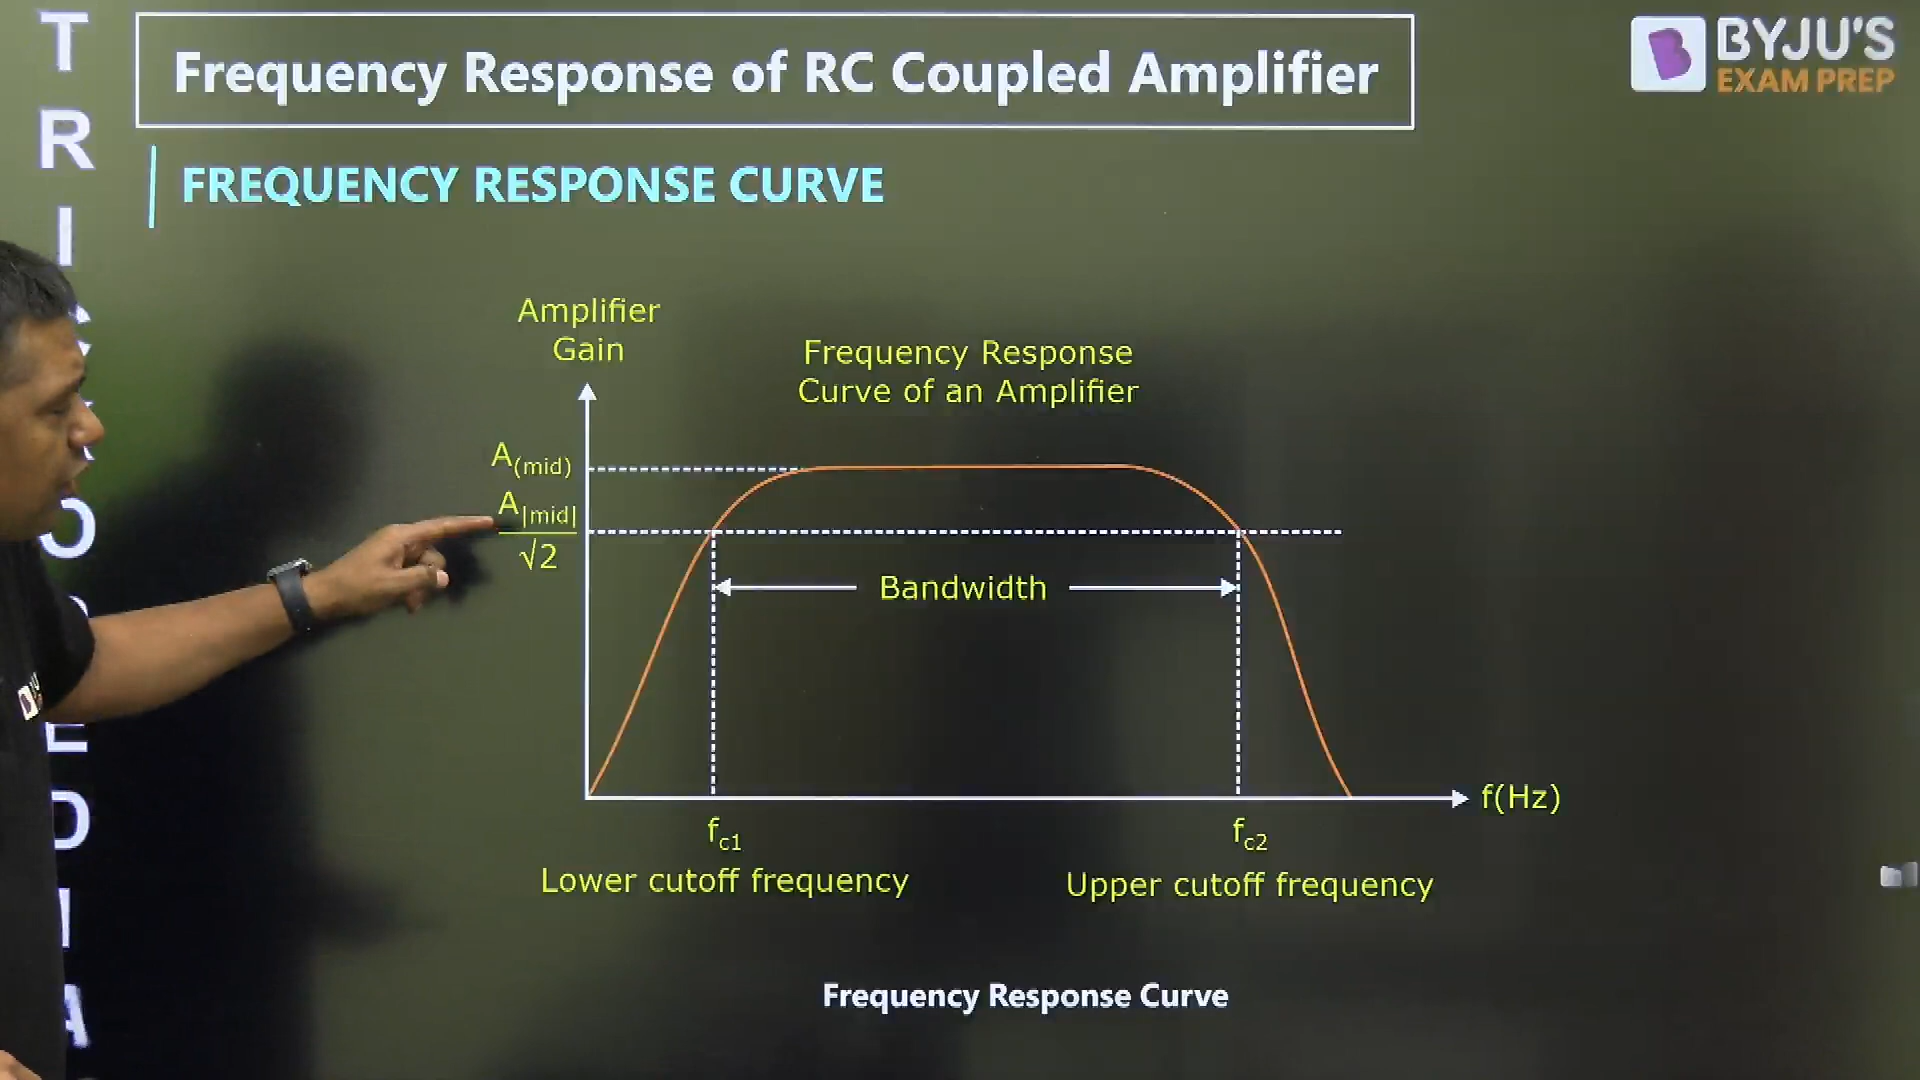 Frequency Response of RC Coupled Amplifier
BYJU'S
EXAM PREP
FREQUENCY RESPONSE CURVE
Amplifier
Gain
Frequency Response
Curve of an Amplifier
A(mid)
A|mid|
√2
Bandwidth
f(Hz)
fc1
fc2
Lower cutoff frequency
Upper cutoff frequency
Frequency Response Curve